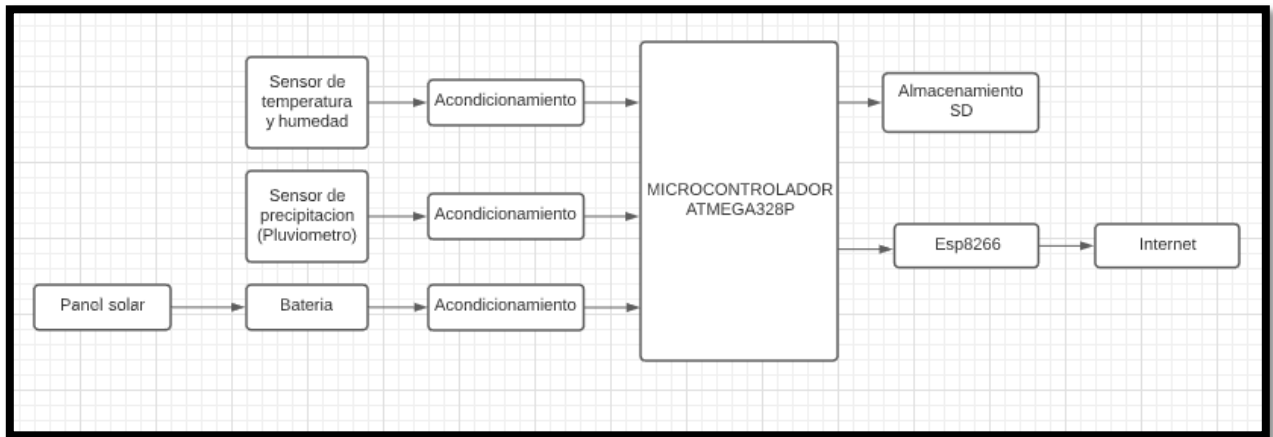 Sensor de
temperatura
y humedad
Acondicionamiento
Almacenamiento
SD
Sensor de
precipitacion
(Pluviometro)
Acondicionamiento
MICROCONTROLADOR
ATMEGA328P
Esp8266
Internet
Panel solar
Bateria
Acondicionamiento